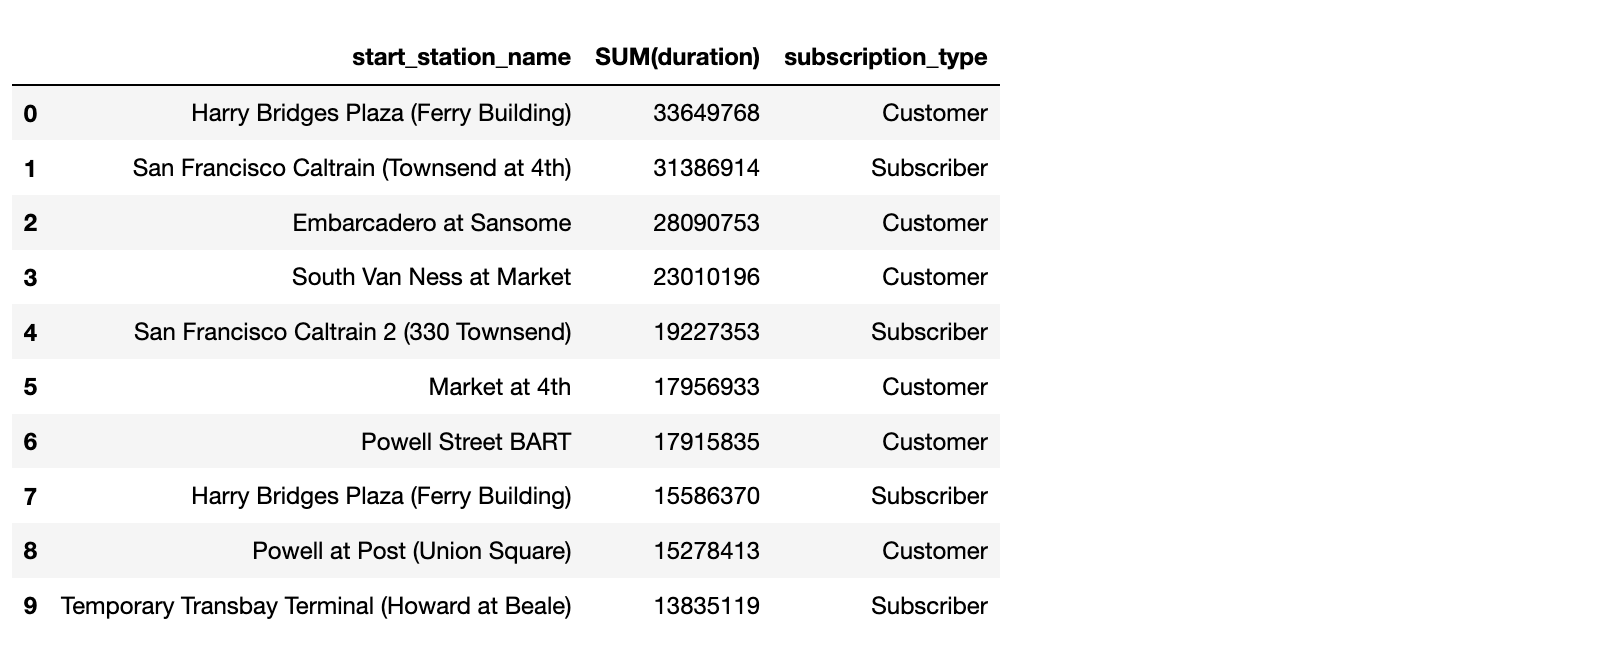 start_station_name SUM(duration) subscription_type
0 Harry Bridges Plaza (Ferry Building) 33649768 Customer
1 San Francisco Caltrain (Townsend at 4th) 31386914 Subscriber
2 Embarcadero at Sansome 28090753 Customer
3 South Van Ness at Market 23010196 Customer
4 San Francisco Caltrain 2 (330 Townsend) 19227353 Subscriber
5 Market at 4th 17956933 Customer
6 Powell Street BART 17915835 Customer
7 Harry Bridges Plaza (Ferry Building) 15586370 Subscriber
8 Powell at Post (Union Square) 15278413 Customer
9 Temporary Transbay Terminal (Howard at Beale) 13835119 Subscriber